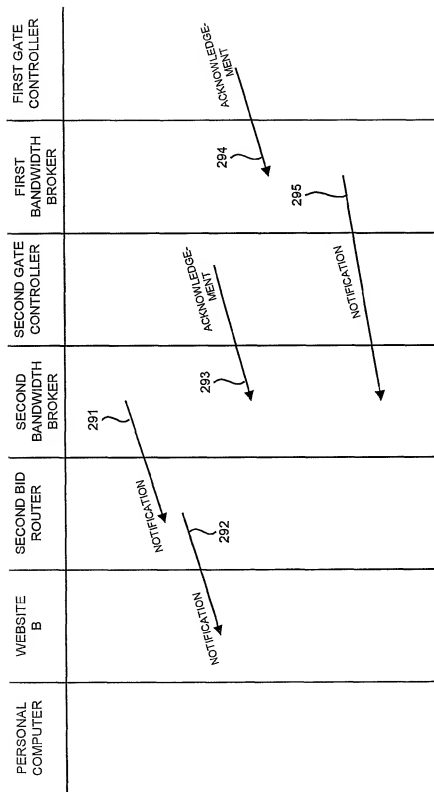 PERSONAL
COMPUTER
WEBSITE
B
SECOND BID
ROUTER
SECOND
BANDWIDTH
BROKER
SECOND GATE
CONTROLLER
FIRST
BANDWIDTH
BROKER
FIRST GATE
CONTROLLER
291
NOTIFICATION
292
NOTIFICATION
ACKNOWLEDGE-
MENT
293
ACKNOWLEDGE-
MENT
294
295
NOTIFICATION